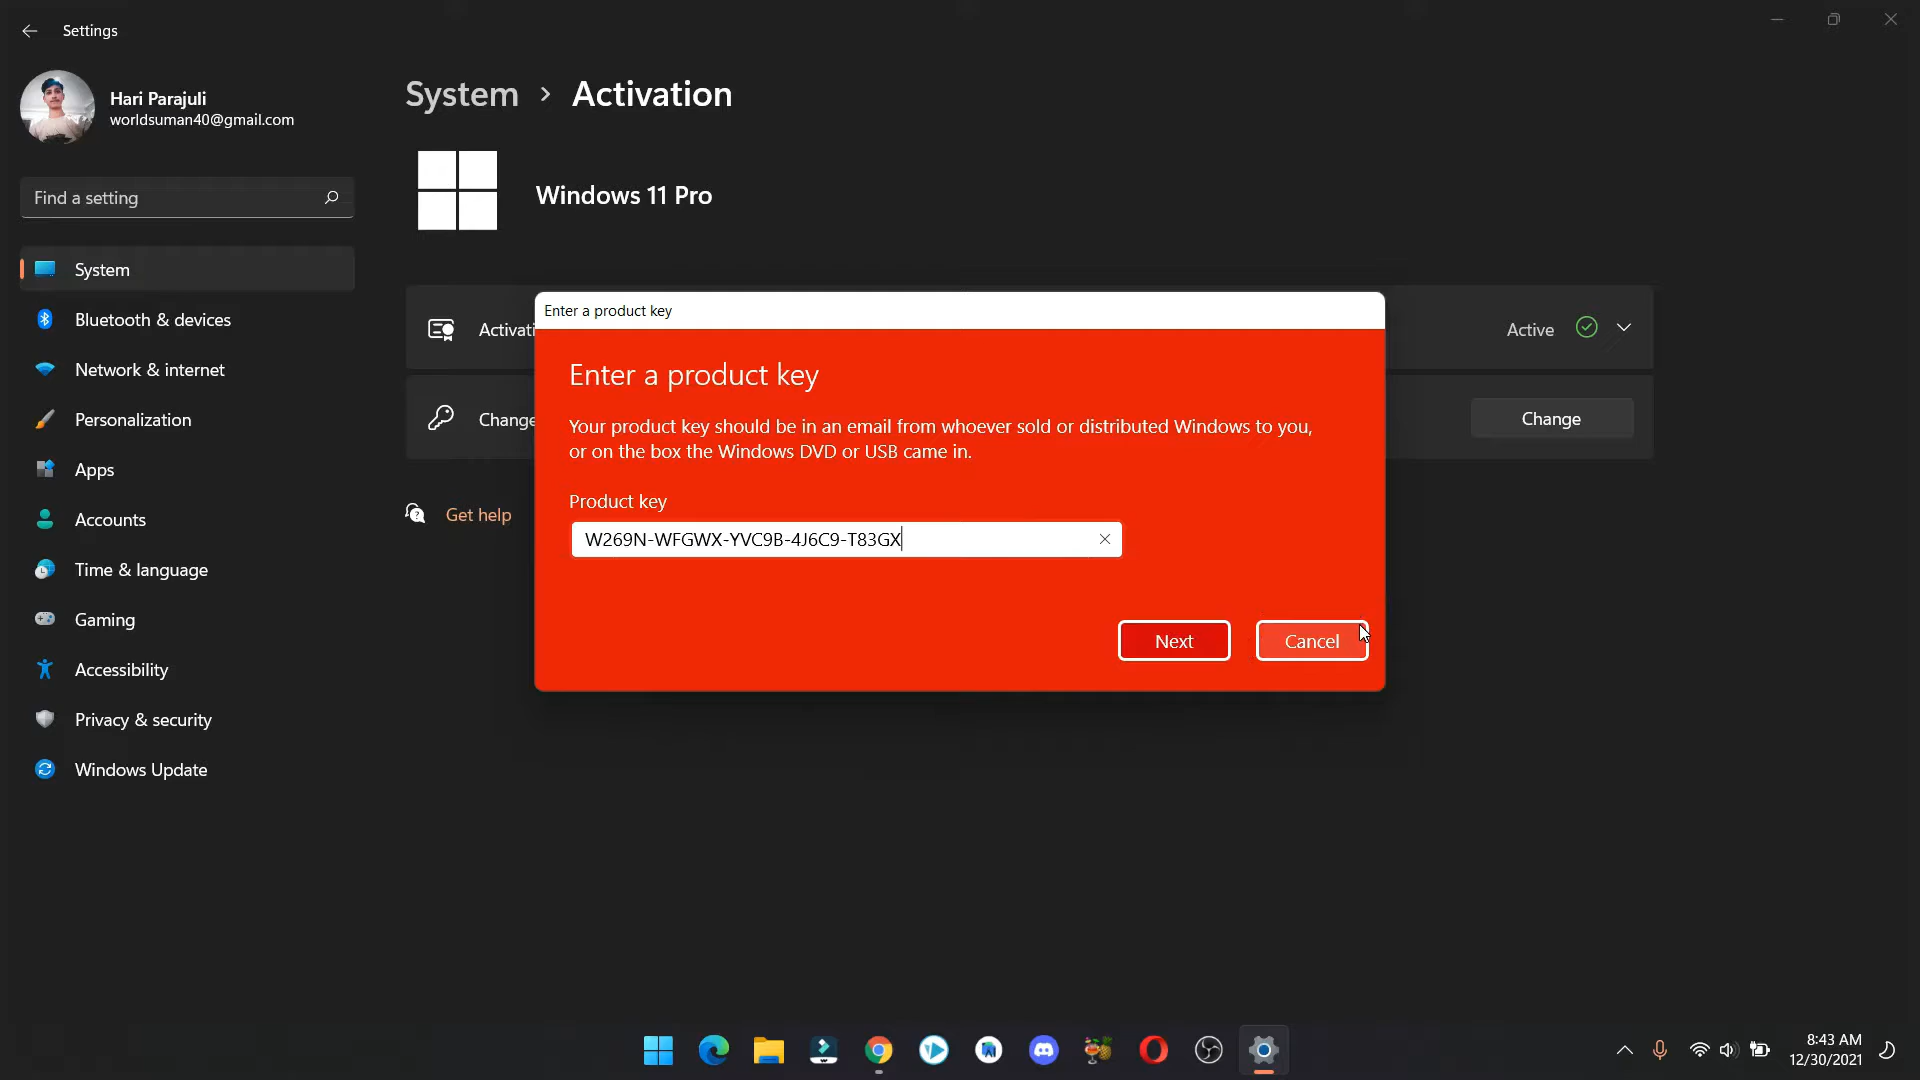 Settings
Hari Parajuli
worldsuman40@gmail.com
Find a setting
System
Bluetooth & devices
Network & internet
Personalization
Apps
Accounts
Time & language
Gaming
Accessibility
Privacy & security
Windows Update
System > Activation
Windows 11 Pro
Activati
Active
Change
Change
Get help
Enter a product key
Enter a product key
Your product key should be in an email from whoever sold or distributed Windows to you,
or on the box the Windows DVD or USB came in.
Product key
W269N-WFGWX-YVC9B-4J6C9-T83GX
Next
Cancel
8:43 AM
12/30/2021